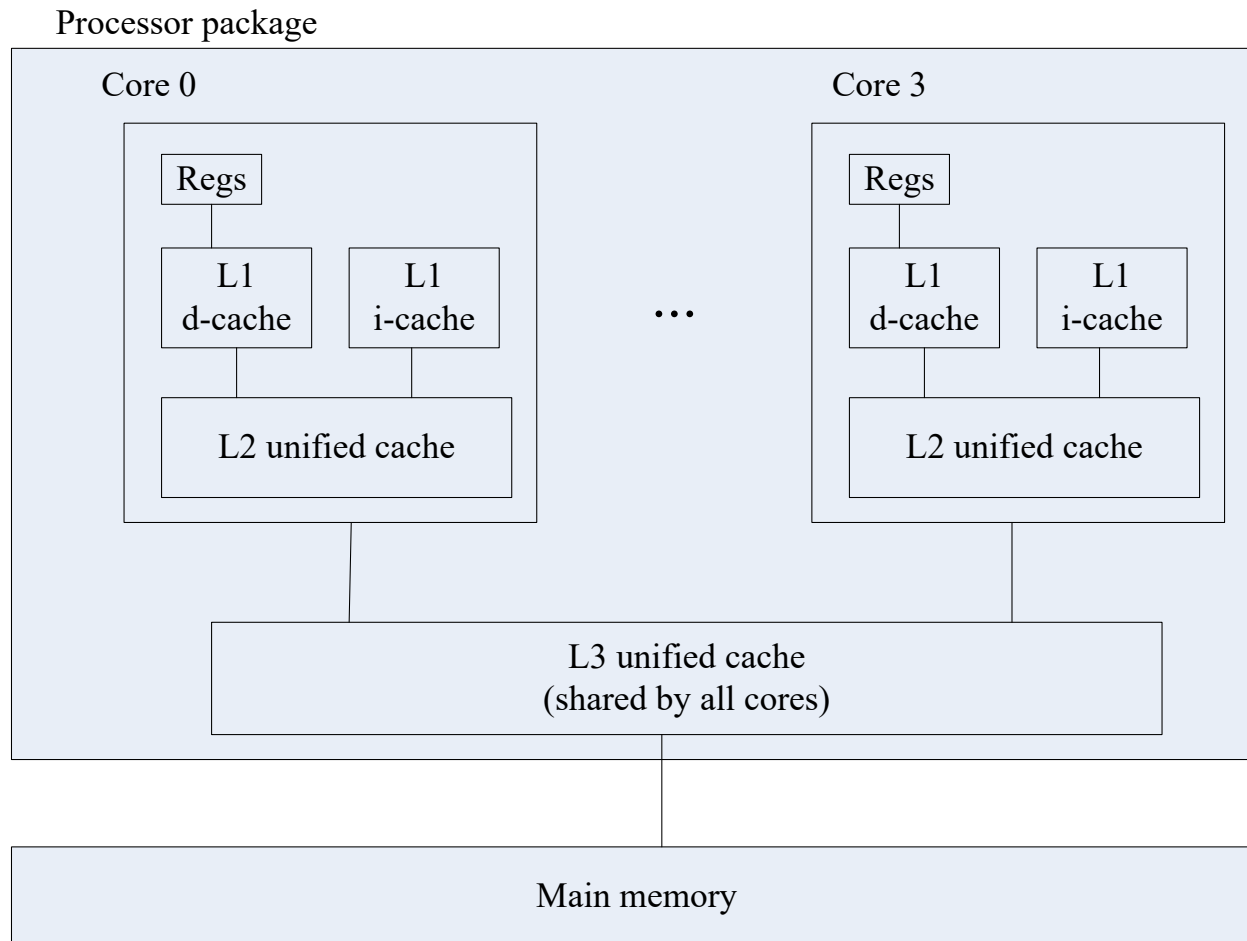 Processor package
Core 0
Core 3
Regs
Regs
L1
d-cache
L1
i-cache
...
L1
d-cache
L1
i-cache
L2 unified cache
L2 unified cache
L3 unified cache
(shared by all cores)
Main memory